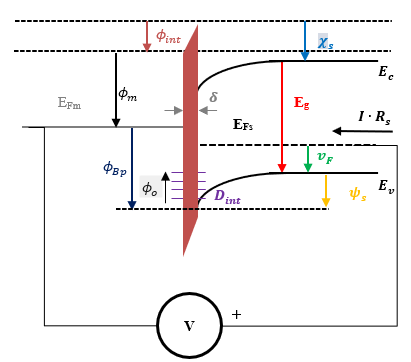 ϕint
χs
Ec
EFm
ϕm
δ
Eg
EFs
I · Rs
νF
ϕBp
ϕo
Dint
Ev
ψs
V
+